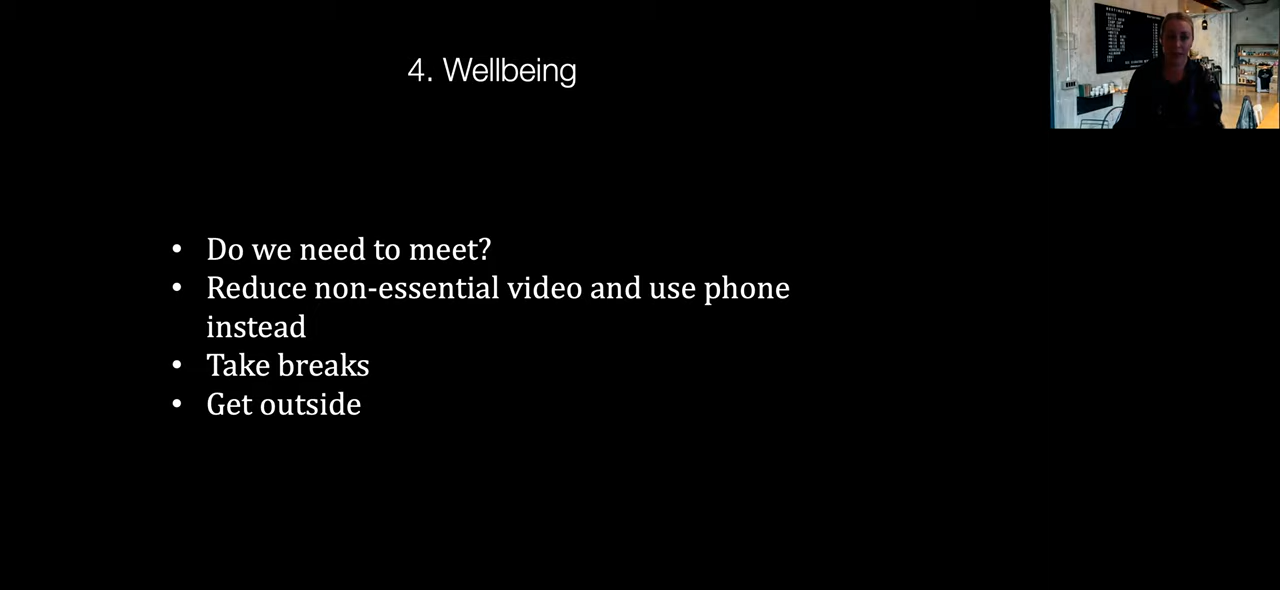 4. Wellbeing
• Do we need to meet?
• Reduce non-essential video and use phone
instead
• Take breaks
• Get outside